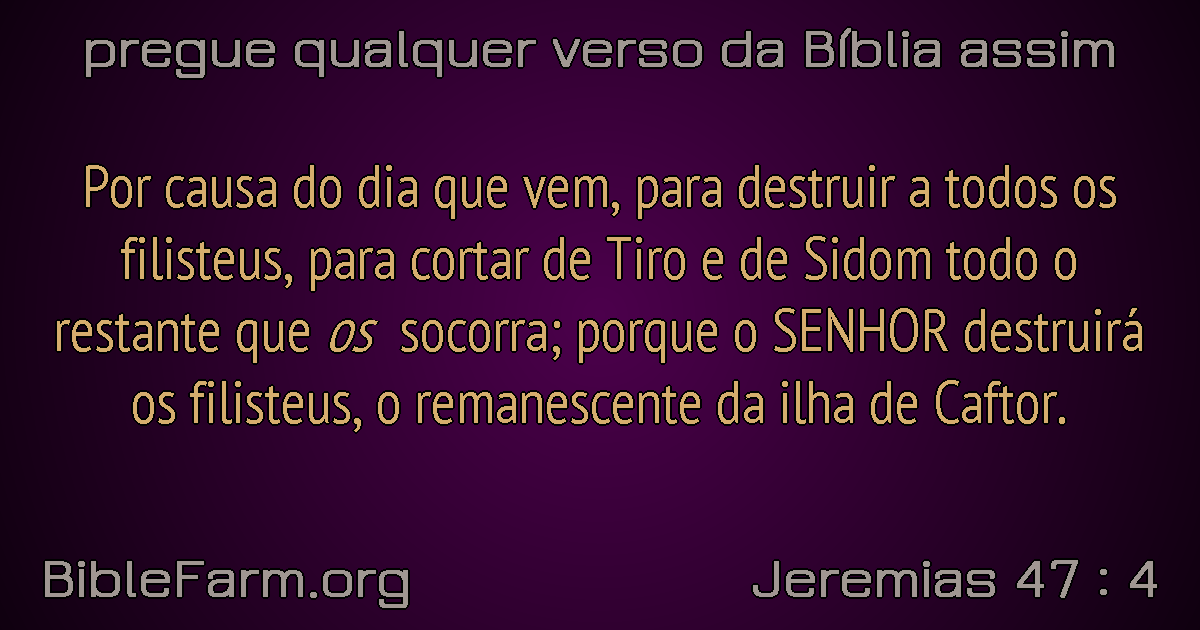 pregue qualquer verso da Bíblia assim
Por causa do dia que vem, para destruir a todos os
filisteus, para cortar de Tiro e de Sidom todo o
restante que os socorra; porque o SENHOR destruirá
os filisteus, o remanescente da ilha de Caftor.
BibleFarm.org
Jeremias 47 : 4